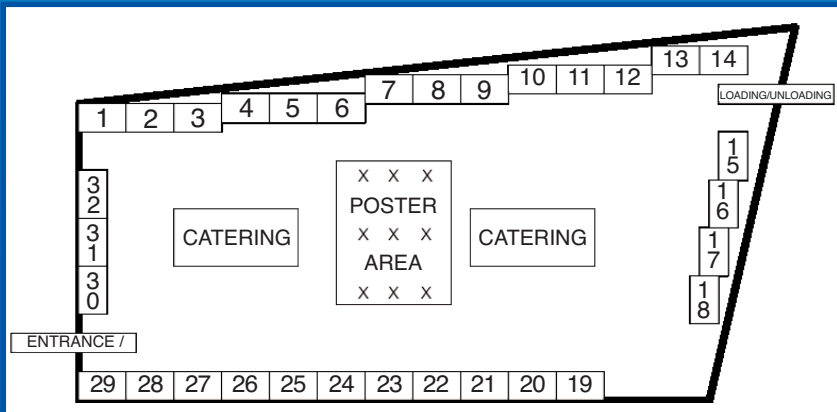 13 14
10 11 12
7 8 9
4 5 6
1 2 3
LOADING/UNLOADING
15
16
17
18
32
31
30
X X X
POSTER
X X X
AREA
X X X
CATERING
CATERING
ENTRANCE /
29 28 27 26 25 24 23 22 21 20 19